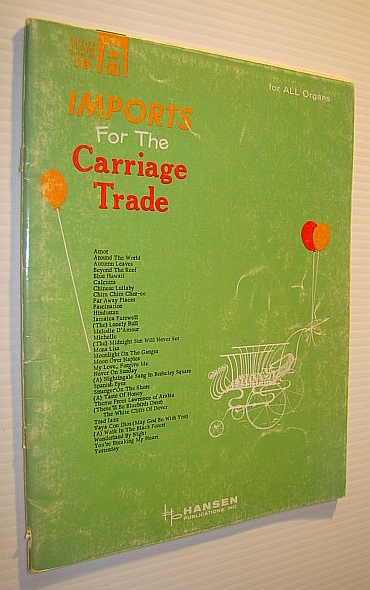 for ALL Organs
IMPORTS
For The
Carriage
Trade
Amor
Around The World
Autumn Leaves
Beyond The Reef
Blue Hawaii
Calcutta
Chinese Lullaby
Chim Chim Cher-ee
Far Away Places
Fascination
Hindustan
Jamaica Farewell
(The) Lonely Bull
Melodie D'Amour
Michelle
(The) Midnight Sun Will Never Set
Mona Lisa
Moonlight On The Ganges
Moon Over Naples
My Love, Forgive Me
Never On Sunday
(A) Nightingale Sang In Berkeley Square
Spanish Eyes
Stranger On The Shore
(A) Taste Of Honey
Theme From Lawrence of Arabia
(There'll Be Bluebirds Over)
The White Cliffs Of Dover
Trad Jazz
Vaya Con Dios (May God Be With You)
(A) Walk In The Black Forest
Wonderland By Night
You're Breaking My Heart
Yesterday
HANSEN
PUBLICATIONS, INC.